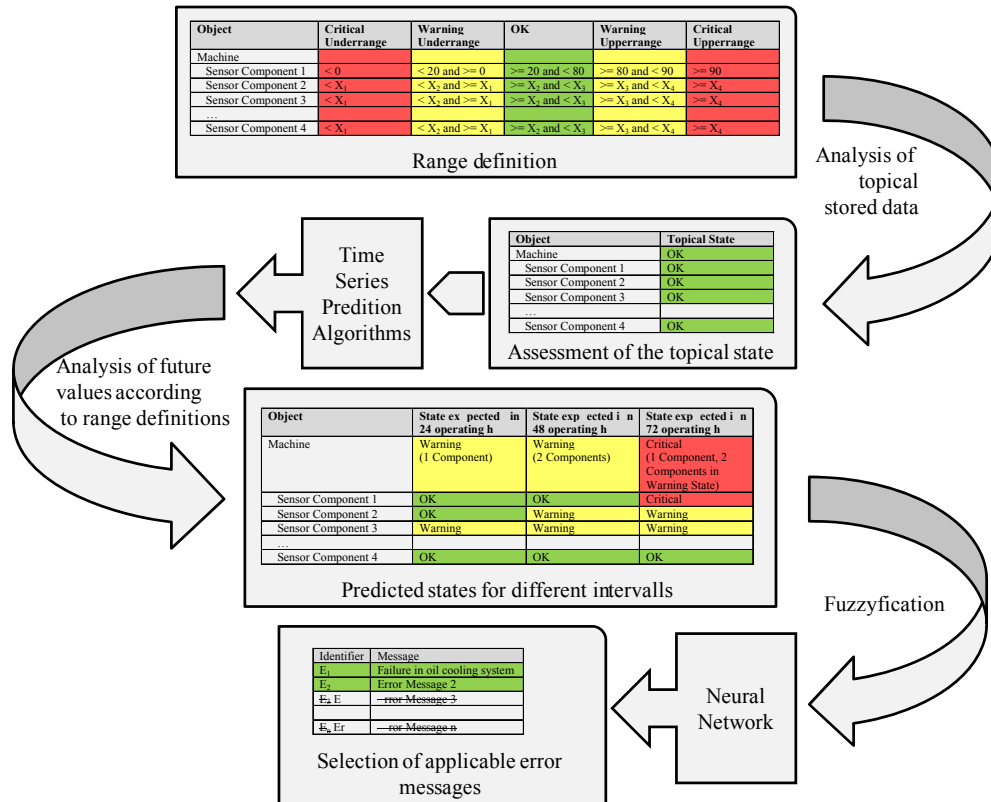 Object Critical Underrange Warning Underrange OK Warning Upperrange Critical Upperrange
Machine
Sensor Component 1 < 0 < 20 and >= 0 >= 20 and < 80 >= 80 and < 90 >= 90
Sensor Component 2 < X₁ < X₂ and >= X₁ >= X₂ and < X₃ >= X₃ and < X₄ >= X₄
Sensor Component 3 < X₁ < X₂ and >= X₁ >= X₂ and < X₃ >= X₃ and < X₄ >= X₄
…
Sensor Component 4 < X₁ < X₂ and >= X₁ >= X₂ and < X₃ >= X₃ and < X₄ >= X₄
Range definition
Analysis of
topical
stored data
Object Topical State
Machine OK
Sensor Component 1 OK
Sensor Component 2 OK
Sensor Component 3 OK
…
Sensor Component 4 OK
Assessment of the topical state
Time
Series
Predition
Algorithms
Analysis of future
values according
to range definitions
Object State ex pected in 24 operating h State exp ected i n 48 operating h State exp ected i n 72 operating h
Machine Warning (1 Component) Warning (2 Components) Critical (1 Component, 2 Components in Warning State)
Sensor Component 1 OK OK Critical
Sensor Component 2 OK Warning Warning
Sensor Component 3 Warning Warning Warning
…
Sensor Component 4 OK OK OK
Predicted states for different intervalls
Fuzzyfication
Neural
Network
Identifier Message
E₁ Failure in oil cooling system
E₂ Error Message 2
E, E rror Message 3
Eₙ Er ror Message n
Selection of applicable error
messages